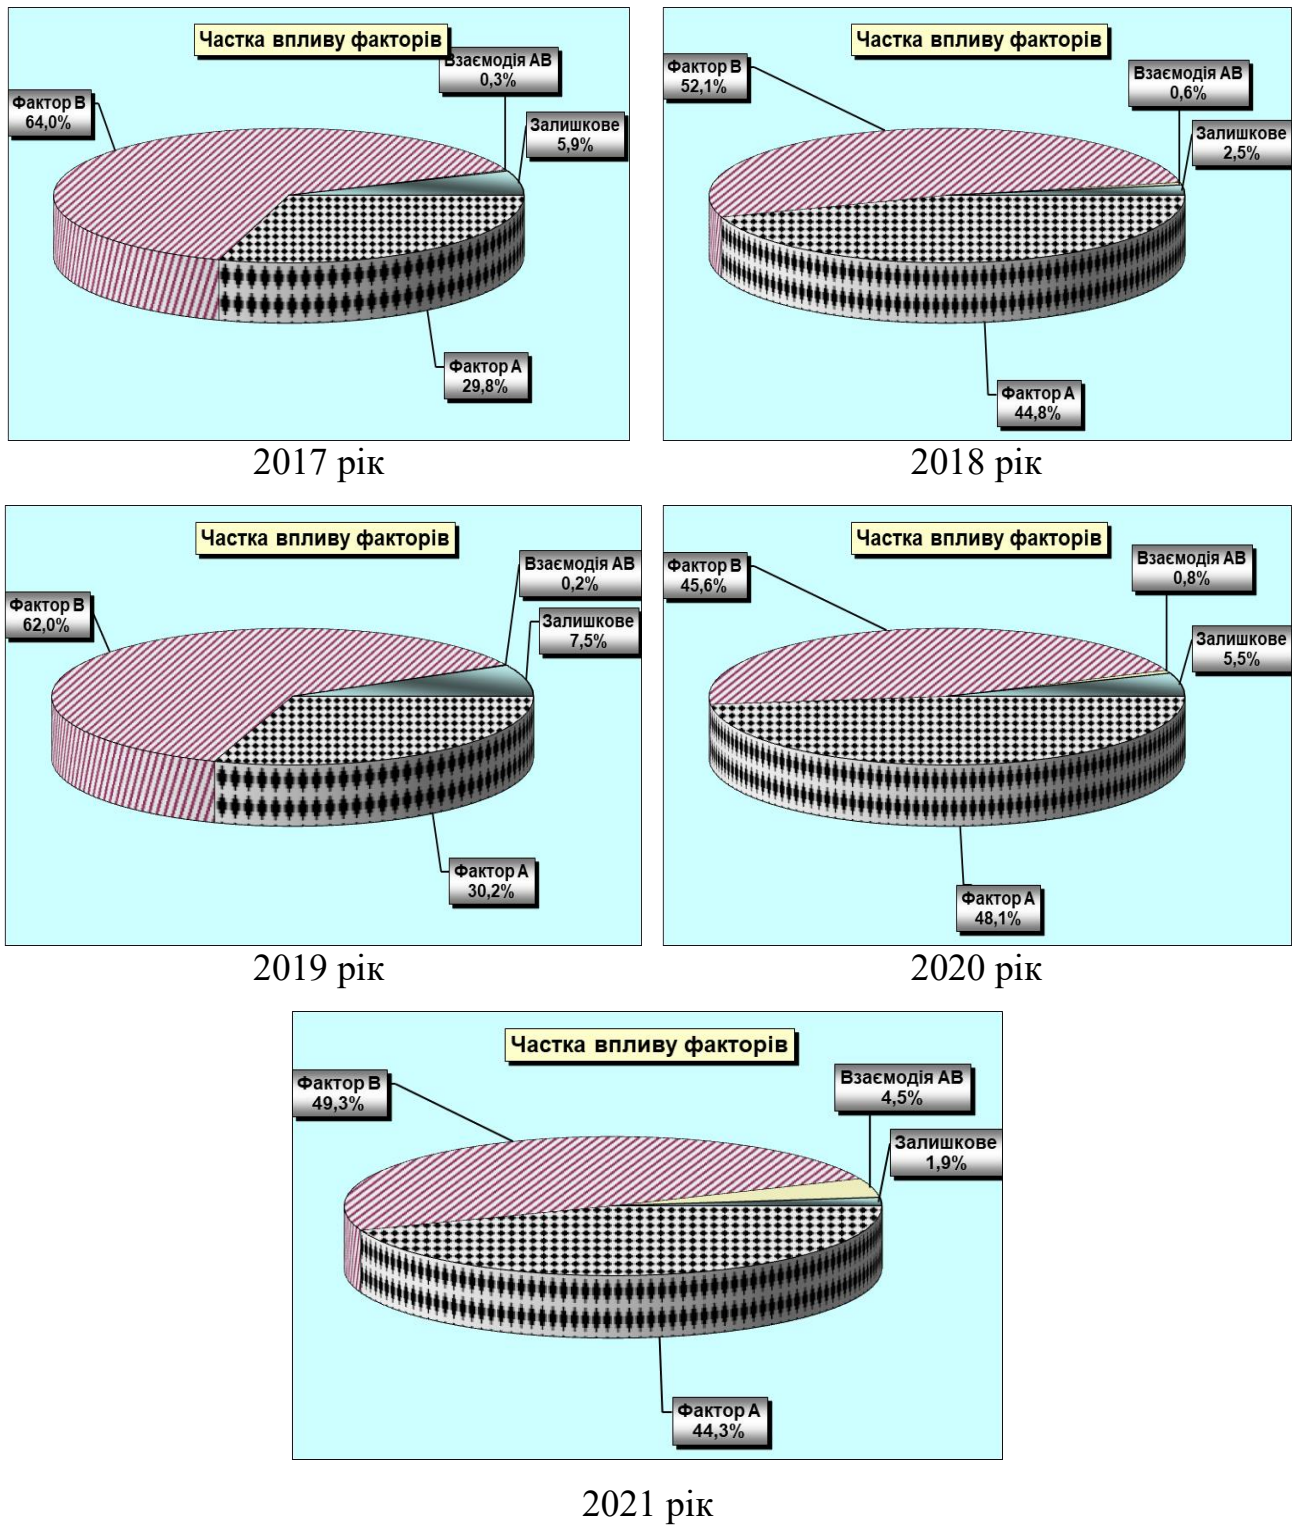 Частка впливу факторів
Взаємодія АВ
0,3%
Фактор В
64,0%
Залишкове
5,9%
Фактор А
29,8%
2017 рік
Частка впливу факторів
Фактор В
52,1%
Взаємодія АВ
0,6%
Залишкове
2,5%
Фактор А
44,8%
2018 рік
Частка впливу факторів
Взаємодія АВ
0,2%
Фактор В
62,0%
Залишкове
7,5%
Фактор А
30,2%
2019 рік
Частка впливу факторів
Фактор В
45,6%
Взаємодія АВ
0,8%
Залишкове
5,5%
Фактор А
48,1%
2020 рік
Частка впливу факторів
Фактор В
49,3%
Взаємодія АВ
4,5%
Залишкове
1,9%
Фактор А
44,3%
2021 рік